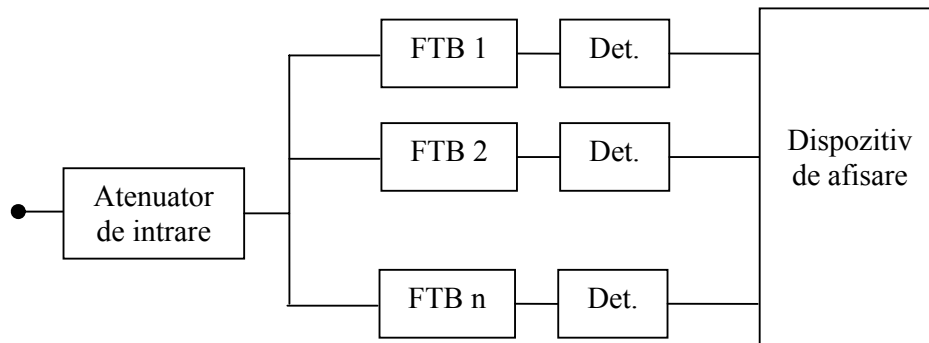 FTB 1
Det.
FTB 2
Det.
Dispozitiv
de afisare
Atenuator
de intrare
FTB n
Det.